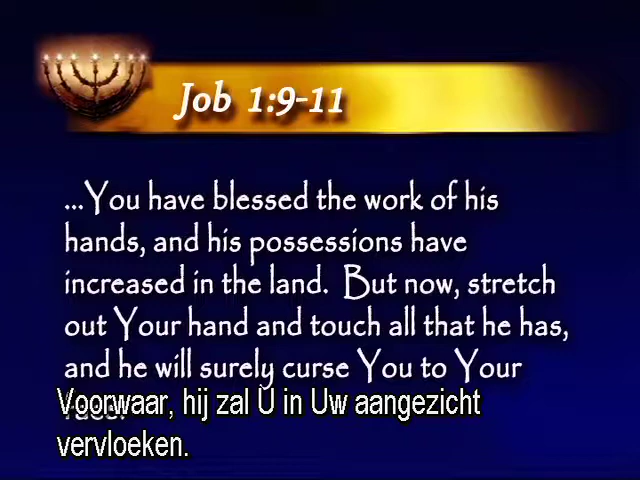 Job 1:9-11
...You have blessed the work of his
hands, and his possessions have
increased in the land. But now, stretch
out Your hand and touch all that he has,
and he will surely curse You to Your
Voorwaar, hij zal U in Uw aangezicht
vervloeken.